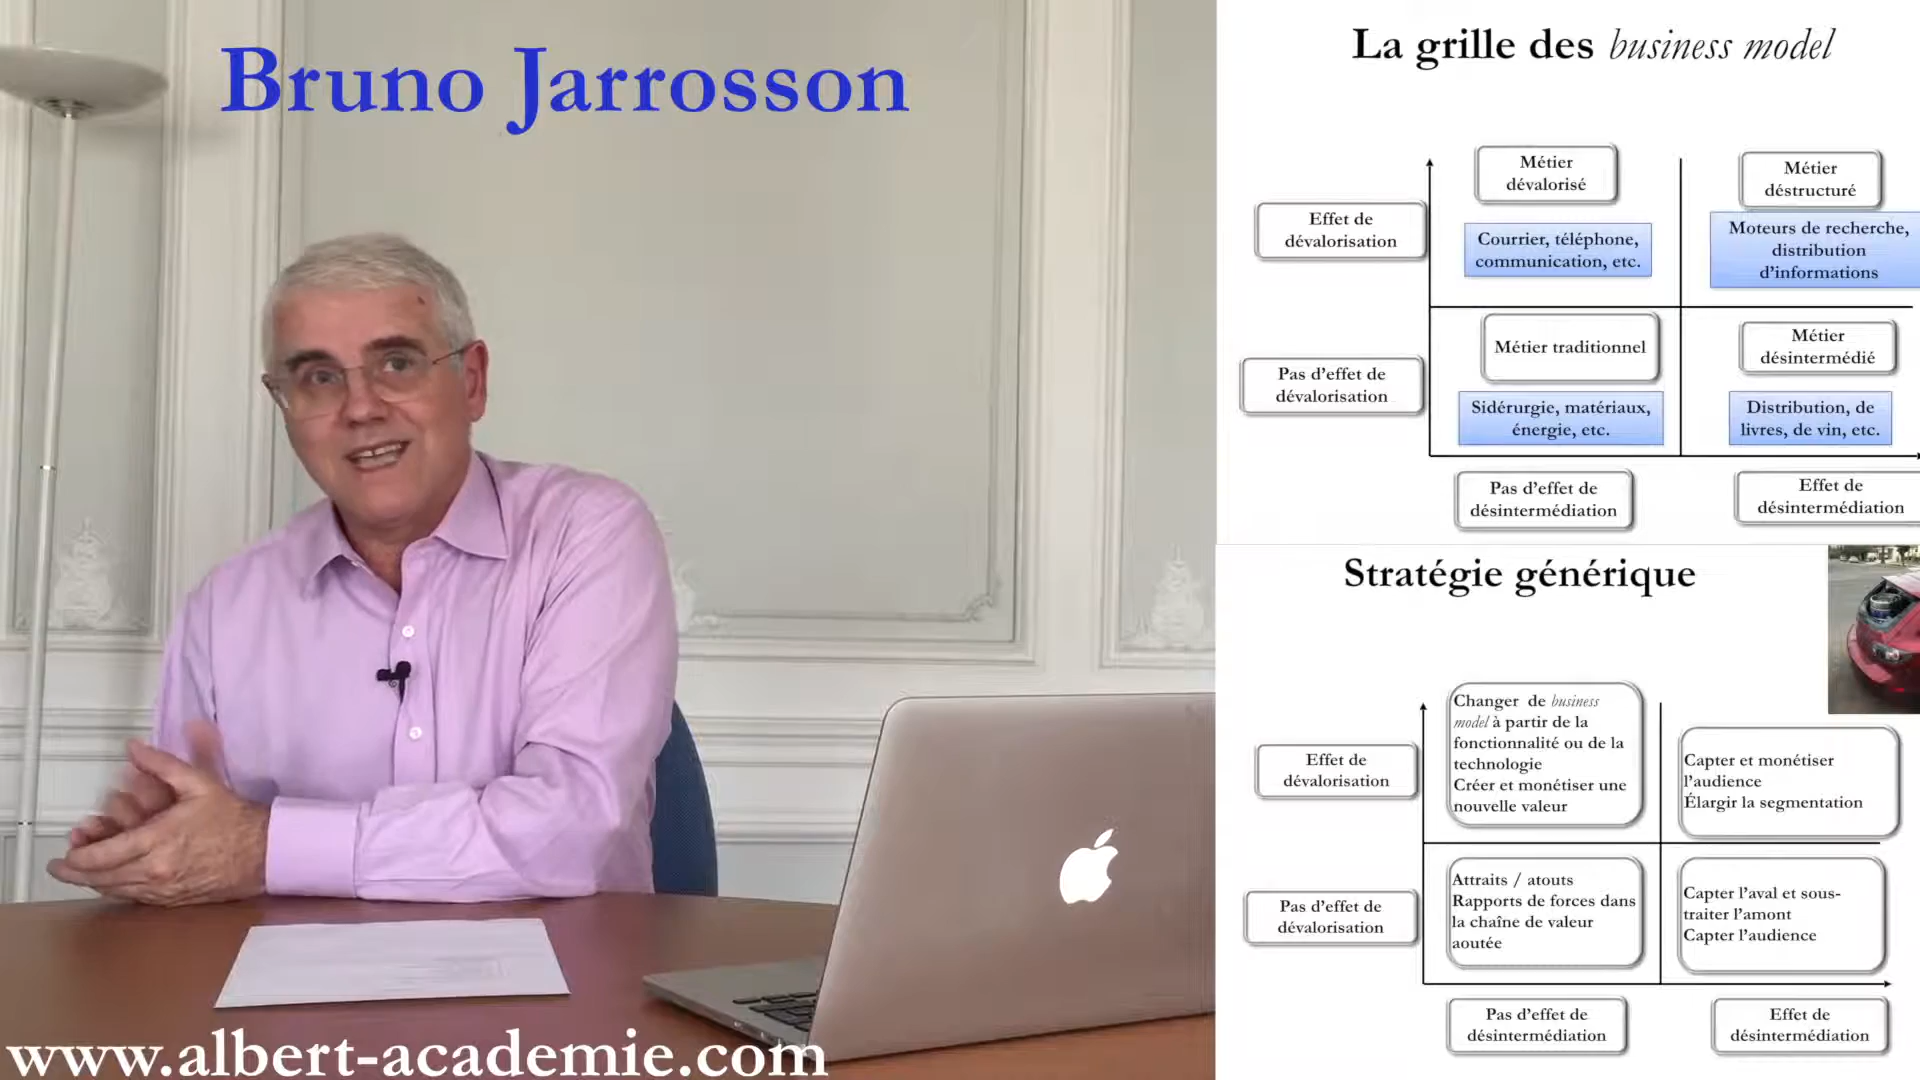 Bruno Jarrosson
www.albert-academie.com
La grille des business model
Métier
dévalorisé
Métier
déstructuré
Effet de
dévalorisation
Courrier, téléphone,
communication, etc.
Moteurs de recherche,
distribution
d'informations
Métier traditionnel
Métier
désintermédié
Pas d'effet de
dévalorisation
Sidérurgie, matériaux,
énergie, etc.
Distribution, de
livres, de vin, etc.
Pas d'effet de
désintermédiation
Effet de
désintermédiation
Stratégie générique
Effet de
dévalorisation
Changer de business
model à partir de la
fonctionnalité ou de la
technologie
Créer et monétiser une
nouvelle valeur
Capter et monétiser
l'audience
Élargir la segmentation
Pas d'effet de
dévalorisation
Attraits / atouts
Rapports de forces dans
la chaîne de valeur
aoutée
Capter l'aval et sous-
traiter l'amont
Capter l'audience
Pas d'effet de
désintermédiation
Effet de
désintermédiation